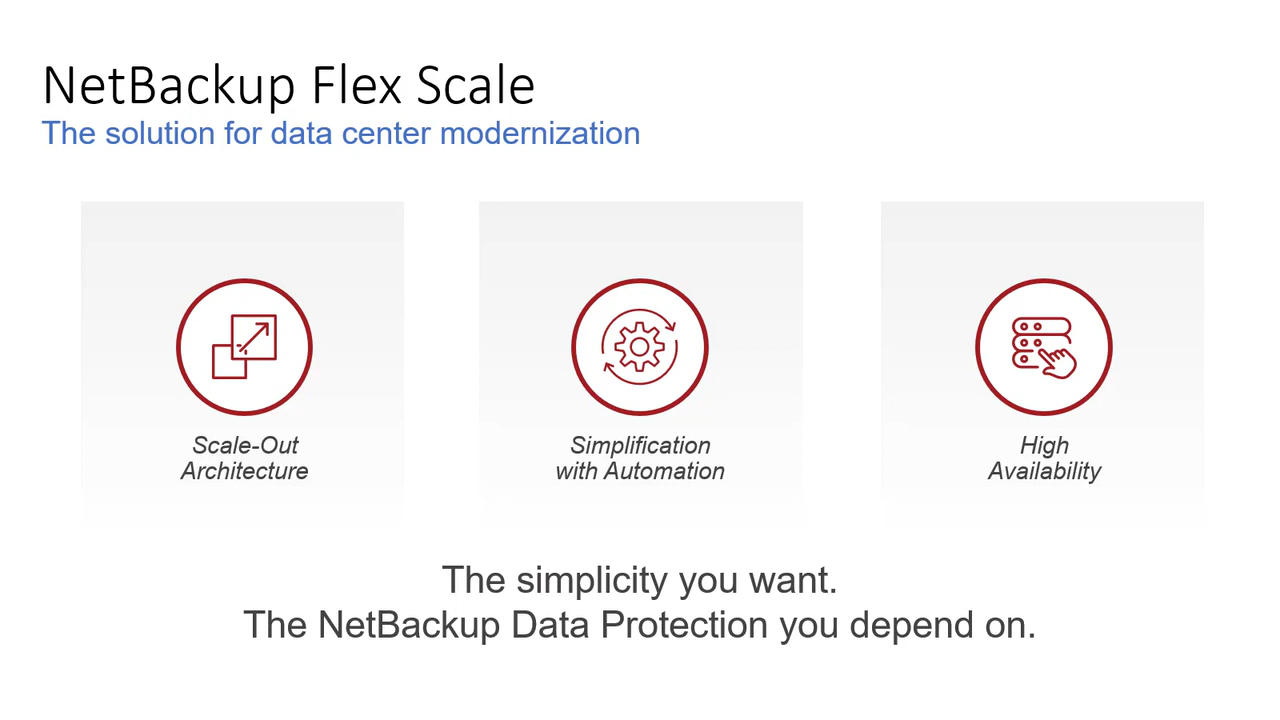 NetBackup Flex Scale
The solution for data center modernization
Scale-Out
Architecture
Simplification
with Automation
High
Availability
The simplicity you want.
The NetBackup Data Protection you depend on.